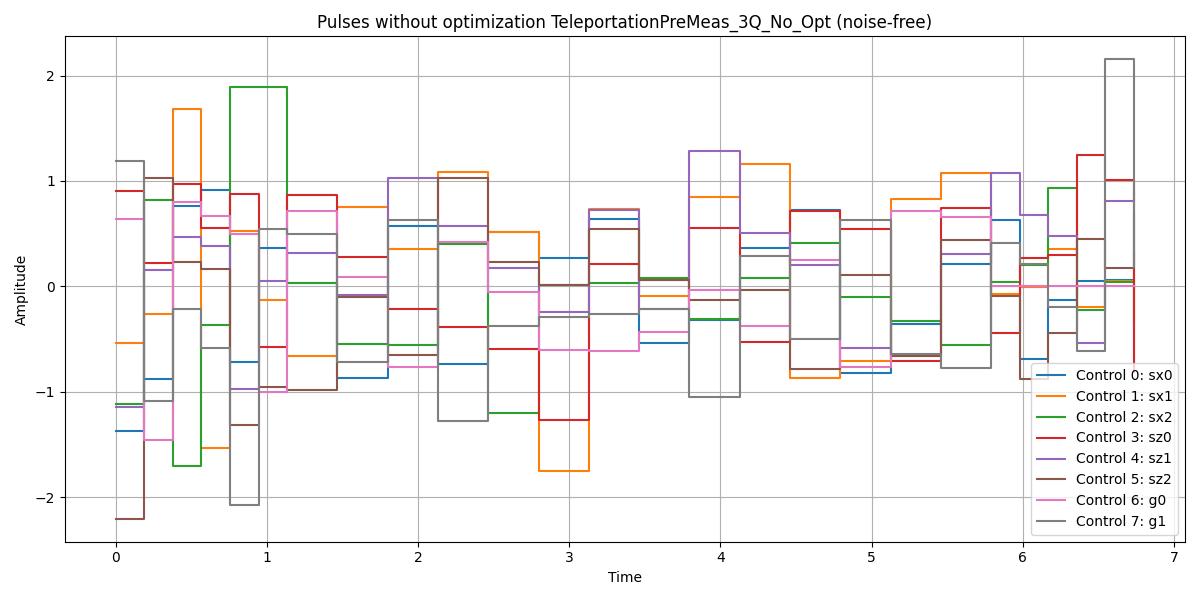 Pulses without optimization TeleportationPreMeas_3Q_No_Opt (noise-free)
Amplitude
2
1
0
−1
−2
0 1 2 3 4 5 6 7
Time
Control 0: sx0
Control 1: sx1
Control 2: sx2
Control 3: sz0
Control 4: sz1
Control 5: sz2
Control 6: g0
Control 7: g1